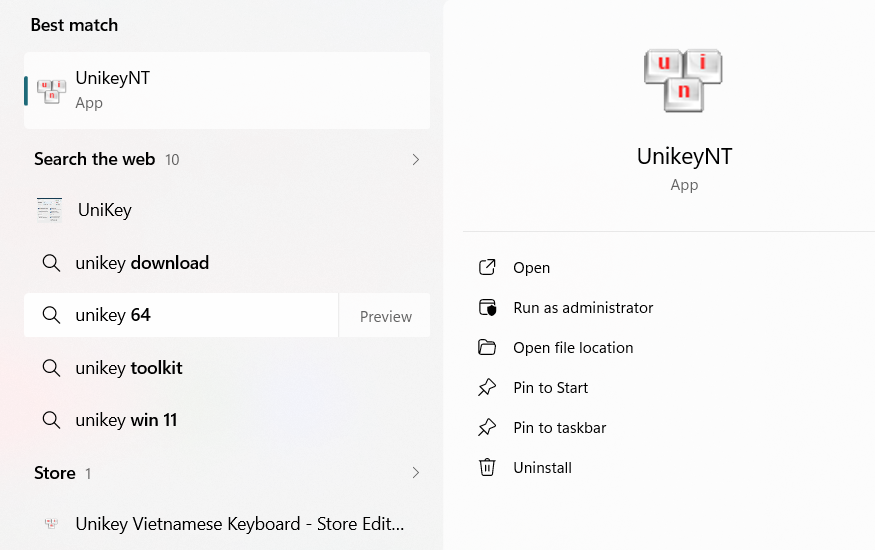 Best match
UnikeyNT
App
Search the web 10
UniKey
unikey download
unikey 64
Preview
unikey toolkit
unikey win 11
Store 1
Unikey Vietnamese Keyboard - Store Edit...
u i
n
UnikeyNT
App
Open
Run as administrator
Open file location
Pin to Start
Pin to taskbar
Uninstall